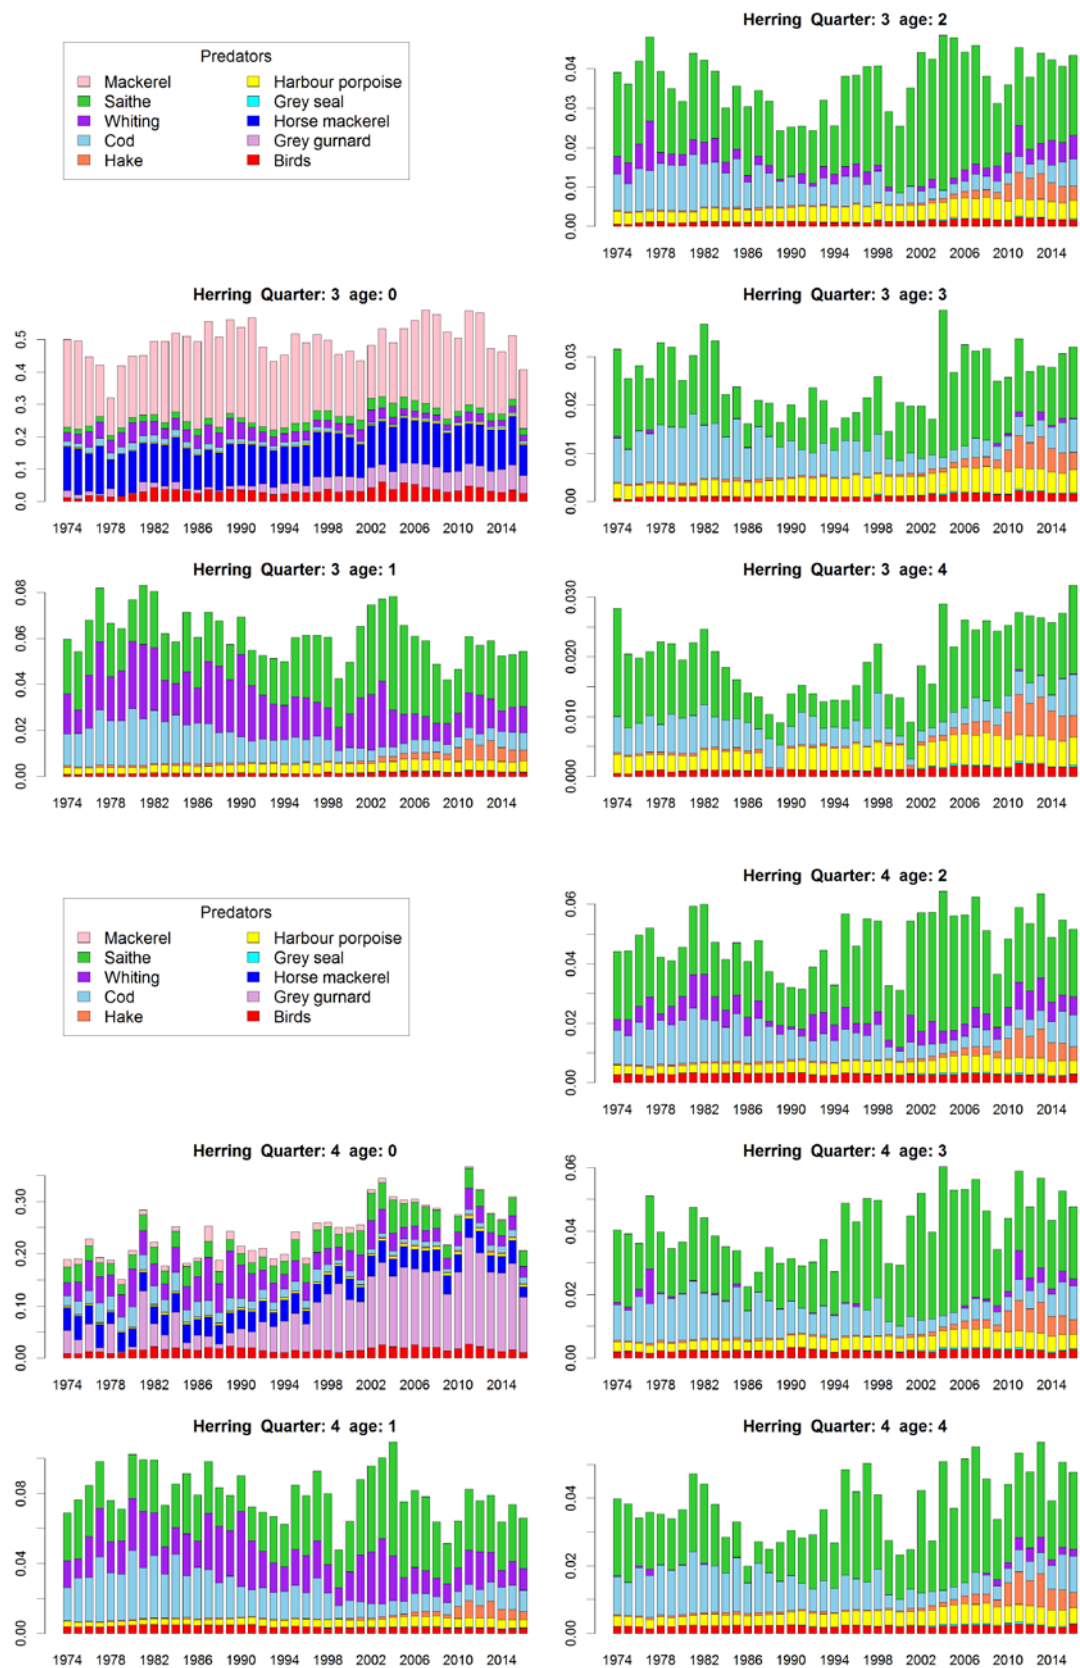 Predators
Mackerel Harbour porpoise
Saithe Grey seal
Whiting Horse mackerel
Cod Grey gurnard
Hake Birds
Herring Quarter: 3 age: 2
0.00 0.01 0.02 0.03 0.04
1974 1978 1982 1986 1990 1994 1998 2002 2006 2010 2014
Herring Quarter: 3 age: 0
0.0 0.1 0.2 0.3 0.4 0.5
1974 1978 1982 1986 1990 1994 1998 2002 2006 2010 2014
Herring Quarter: 3 age: 3
0.00 0.01 0.02 0.03
1974 1978 1982 1986 1990 1994 1998 2002 2006 2010 2014
Herring Quarter: 3 age: 1
0.00 0.02 0.04 0.06 0.08
1974 1978 1982 1986 1990 1994 1998 2002 2006 2010 2014
Herring Quarter: 3 age: 4
0.000 0.010 0.020 0.030
1974 1978 1982 1986 1990 1994 1998 2002 2006 2010 2014
Predators
Mackerel Harbour porpoise
Saithe Grey seal
Whiting Horse mackerel
Cod Grey gurnard
Hake Birds
Herring Quarter: 4 age: 2
0.00 0.02 0.04 0.06
1974 1978 1982 1986 1990 1994 1998 2002 2006 2010 2014
Herring Quarter: 4 age: 0
0.00 0.10 0.20 0.30
1974 1978 1982 1986 1990 1994 1998 2002 2006 2010 2014
Herring Quarter: 4 age: 3
0.00 0.02 0.04 0.06
1974 1978 1982 1986 1990 1994 1998 2002 2006 2010 2014
Herring Quarter: 4 age: 1
0.00 0.04 0.08
1974 1978 1982 1986 1990 1994 1998 2002 2006 2010 2014
Herring Quarter: 4 age: 4
0.00 0.02 0.04
1974 1978 1982 1986 1990 1994 1998 2002 2006 2010 2014